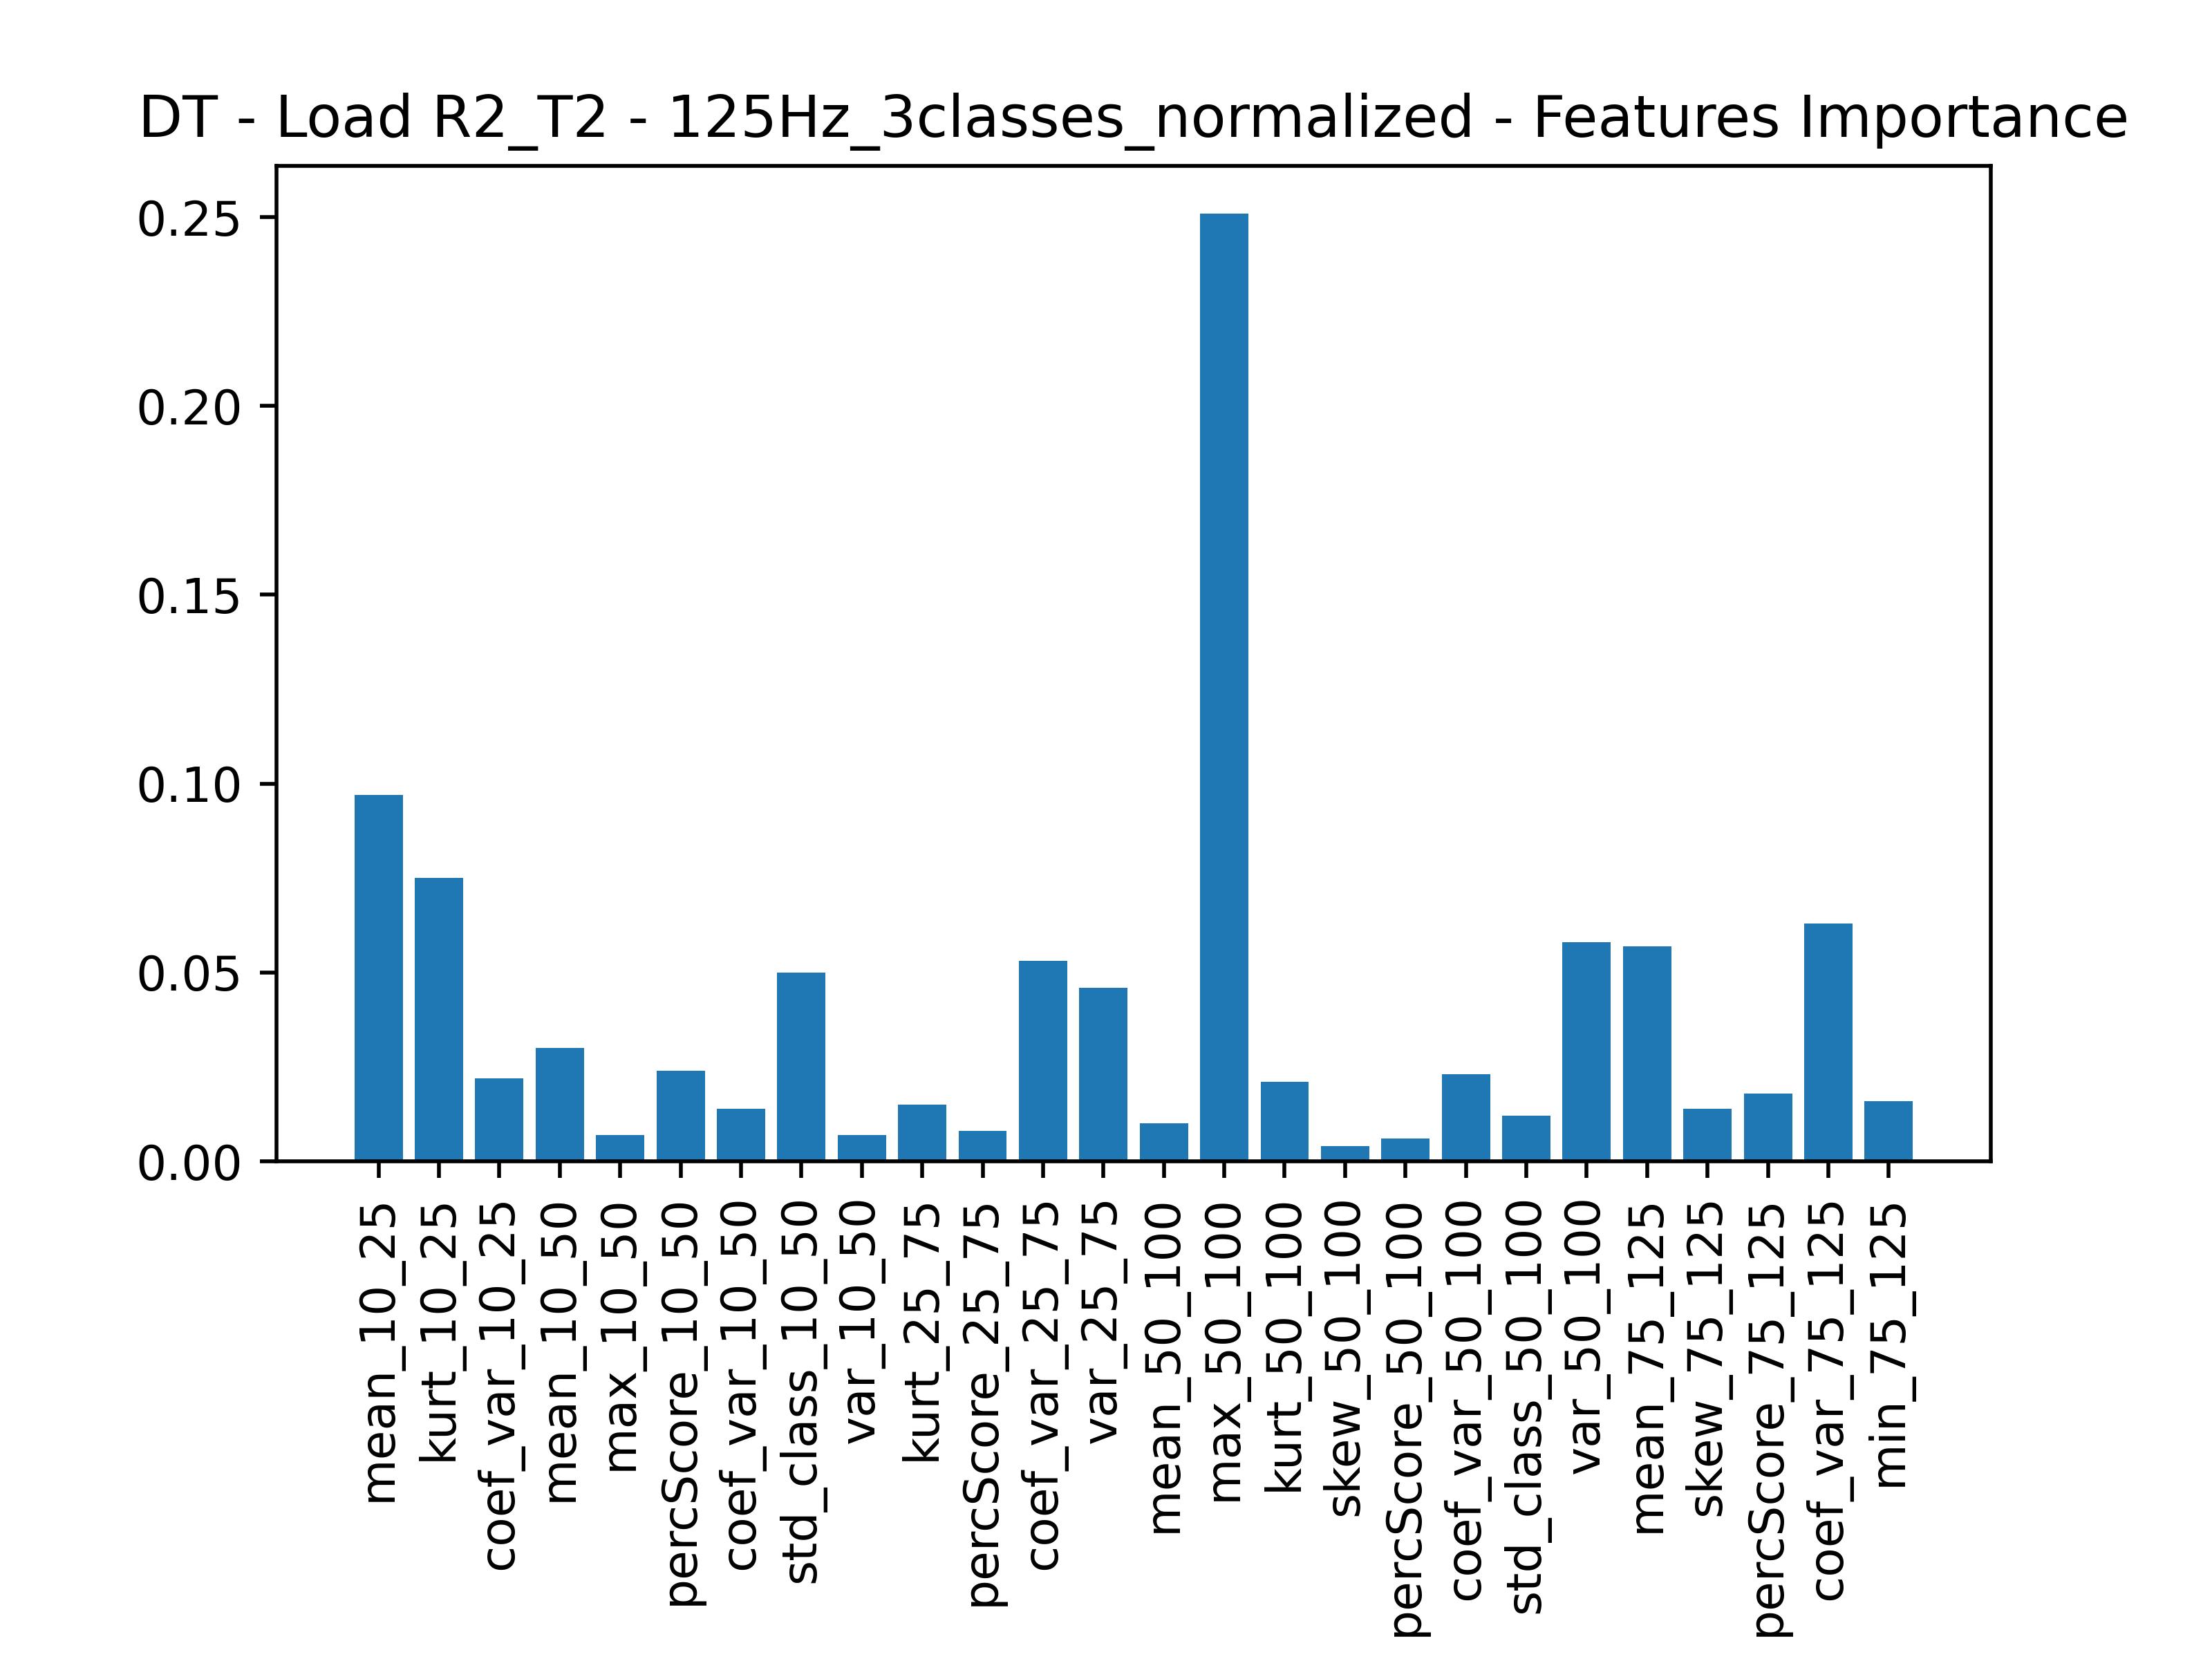 DT - Load R2_T2 - 125Hz_3classes_normalized - Features Importance
0.25
0.20
0.15
0.10
0.05
0.00
mean_10_25
kurt_10_25
coef_var_10_25
mean_10_50
max_10_50
percScore_10_50
coef_var_10_50
std_class_10_50
var_10_50
kurt_25_75
percScore_25_75
coef_var_25_75
var_25_75
mean_50_100
max_50_100
kurt_50_100
skew_50_100
percScore_50_100
coef_var_50_100
std_class_50_100
var_50_100
mean_75_125
skew_75_125
percScore_75_125
coef_var_75_125
min_75_125